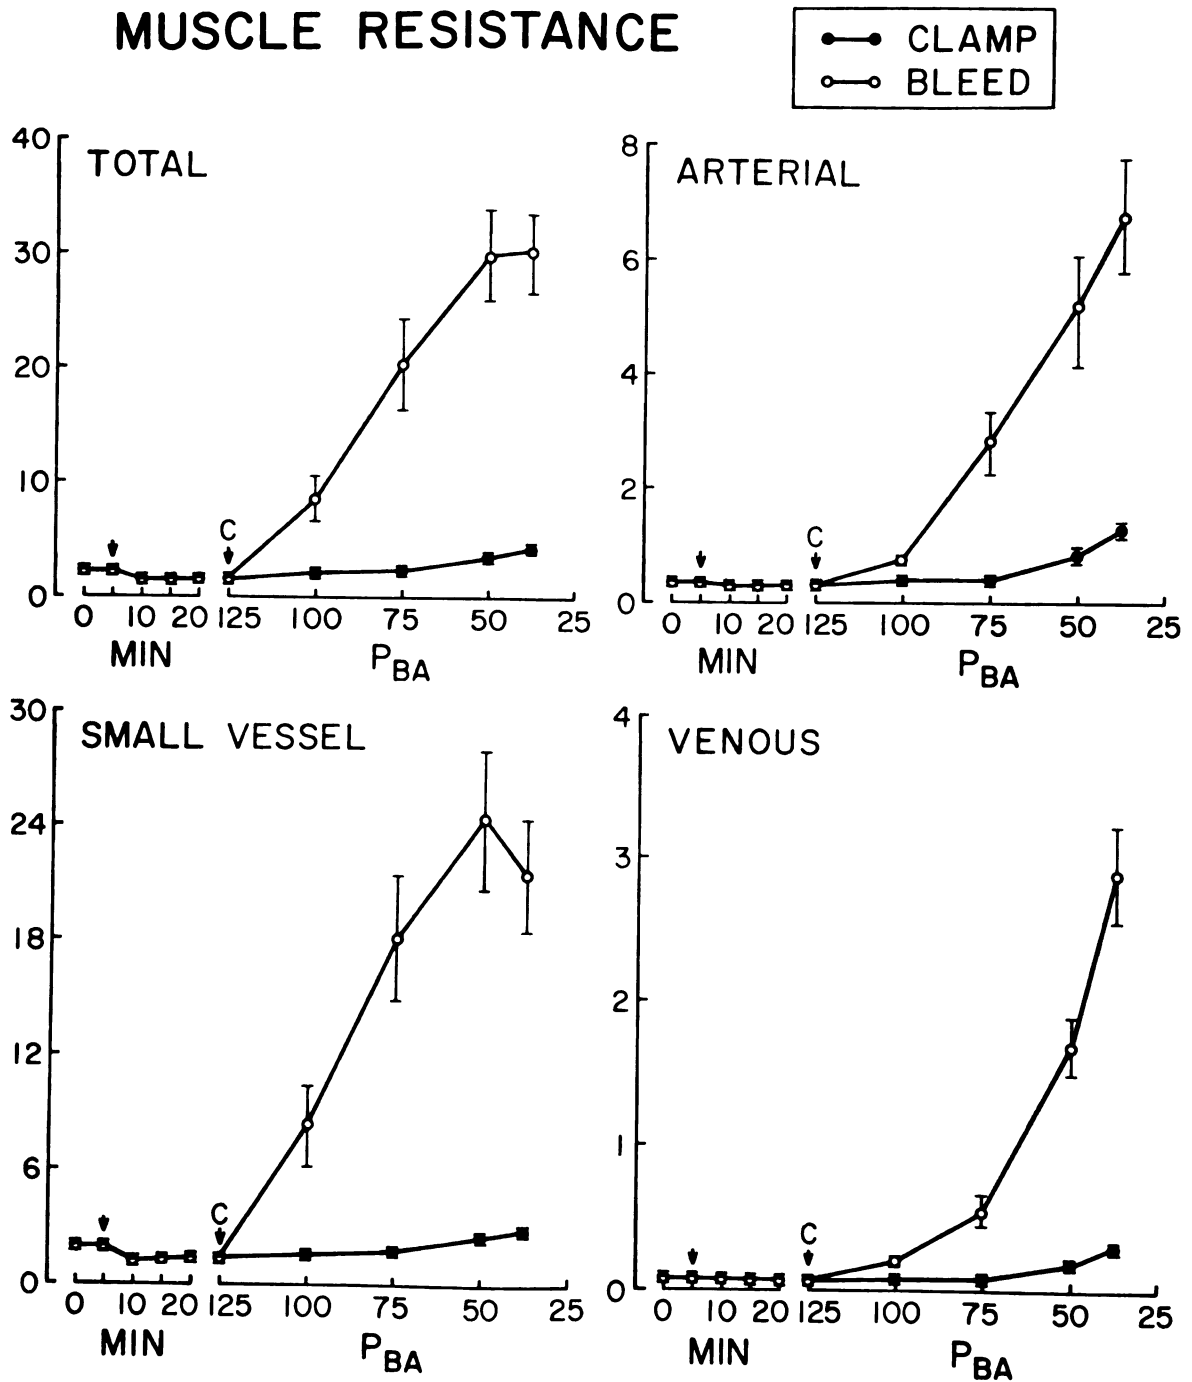 MUSCLE RESISTANCE
CLAMP
BLEED
TOTAL
40
30
20
10
0
C
0 10 20 125 100 75 50 25
MIN PBA
ARTERIAL
8
6
4
2
0
C
0 10 20 125 100 75 50 25
MIN PBA
SMALL VESSEL
30
24
18
12
6
0
C
0 10 20 125 100 75 50 25
MIN PBA
VENOUS
4
3
2
1
0
C
0 10 20 125 100 75 50 25
MIN PBA